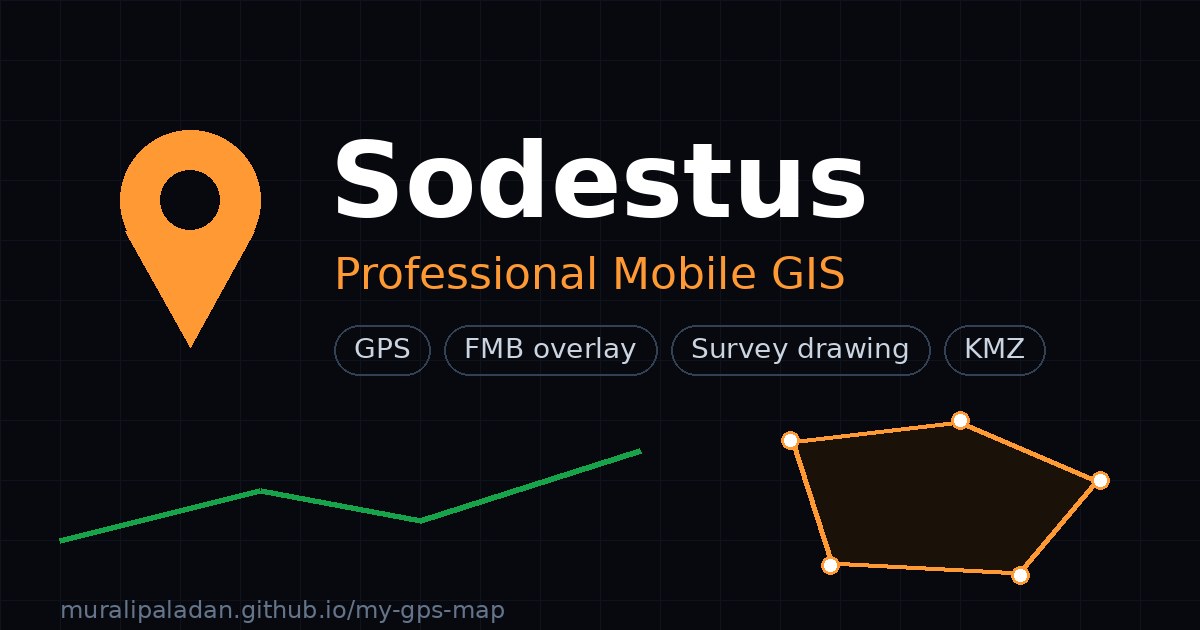 Sodestus
Professional Mobile GIS
GPS FMB overlay Survey drawing KMZ
muralipaladan.github.io/my-gps-map